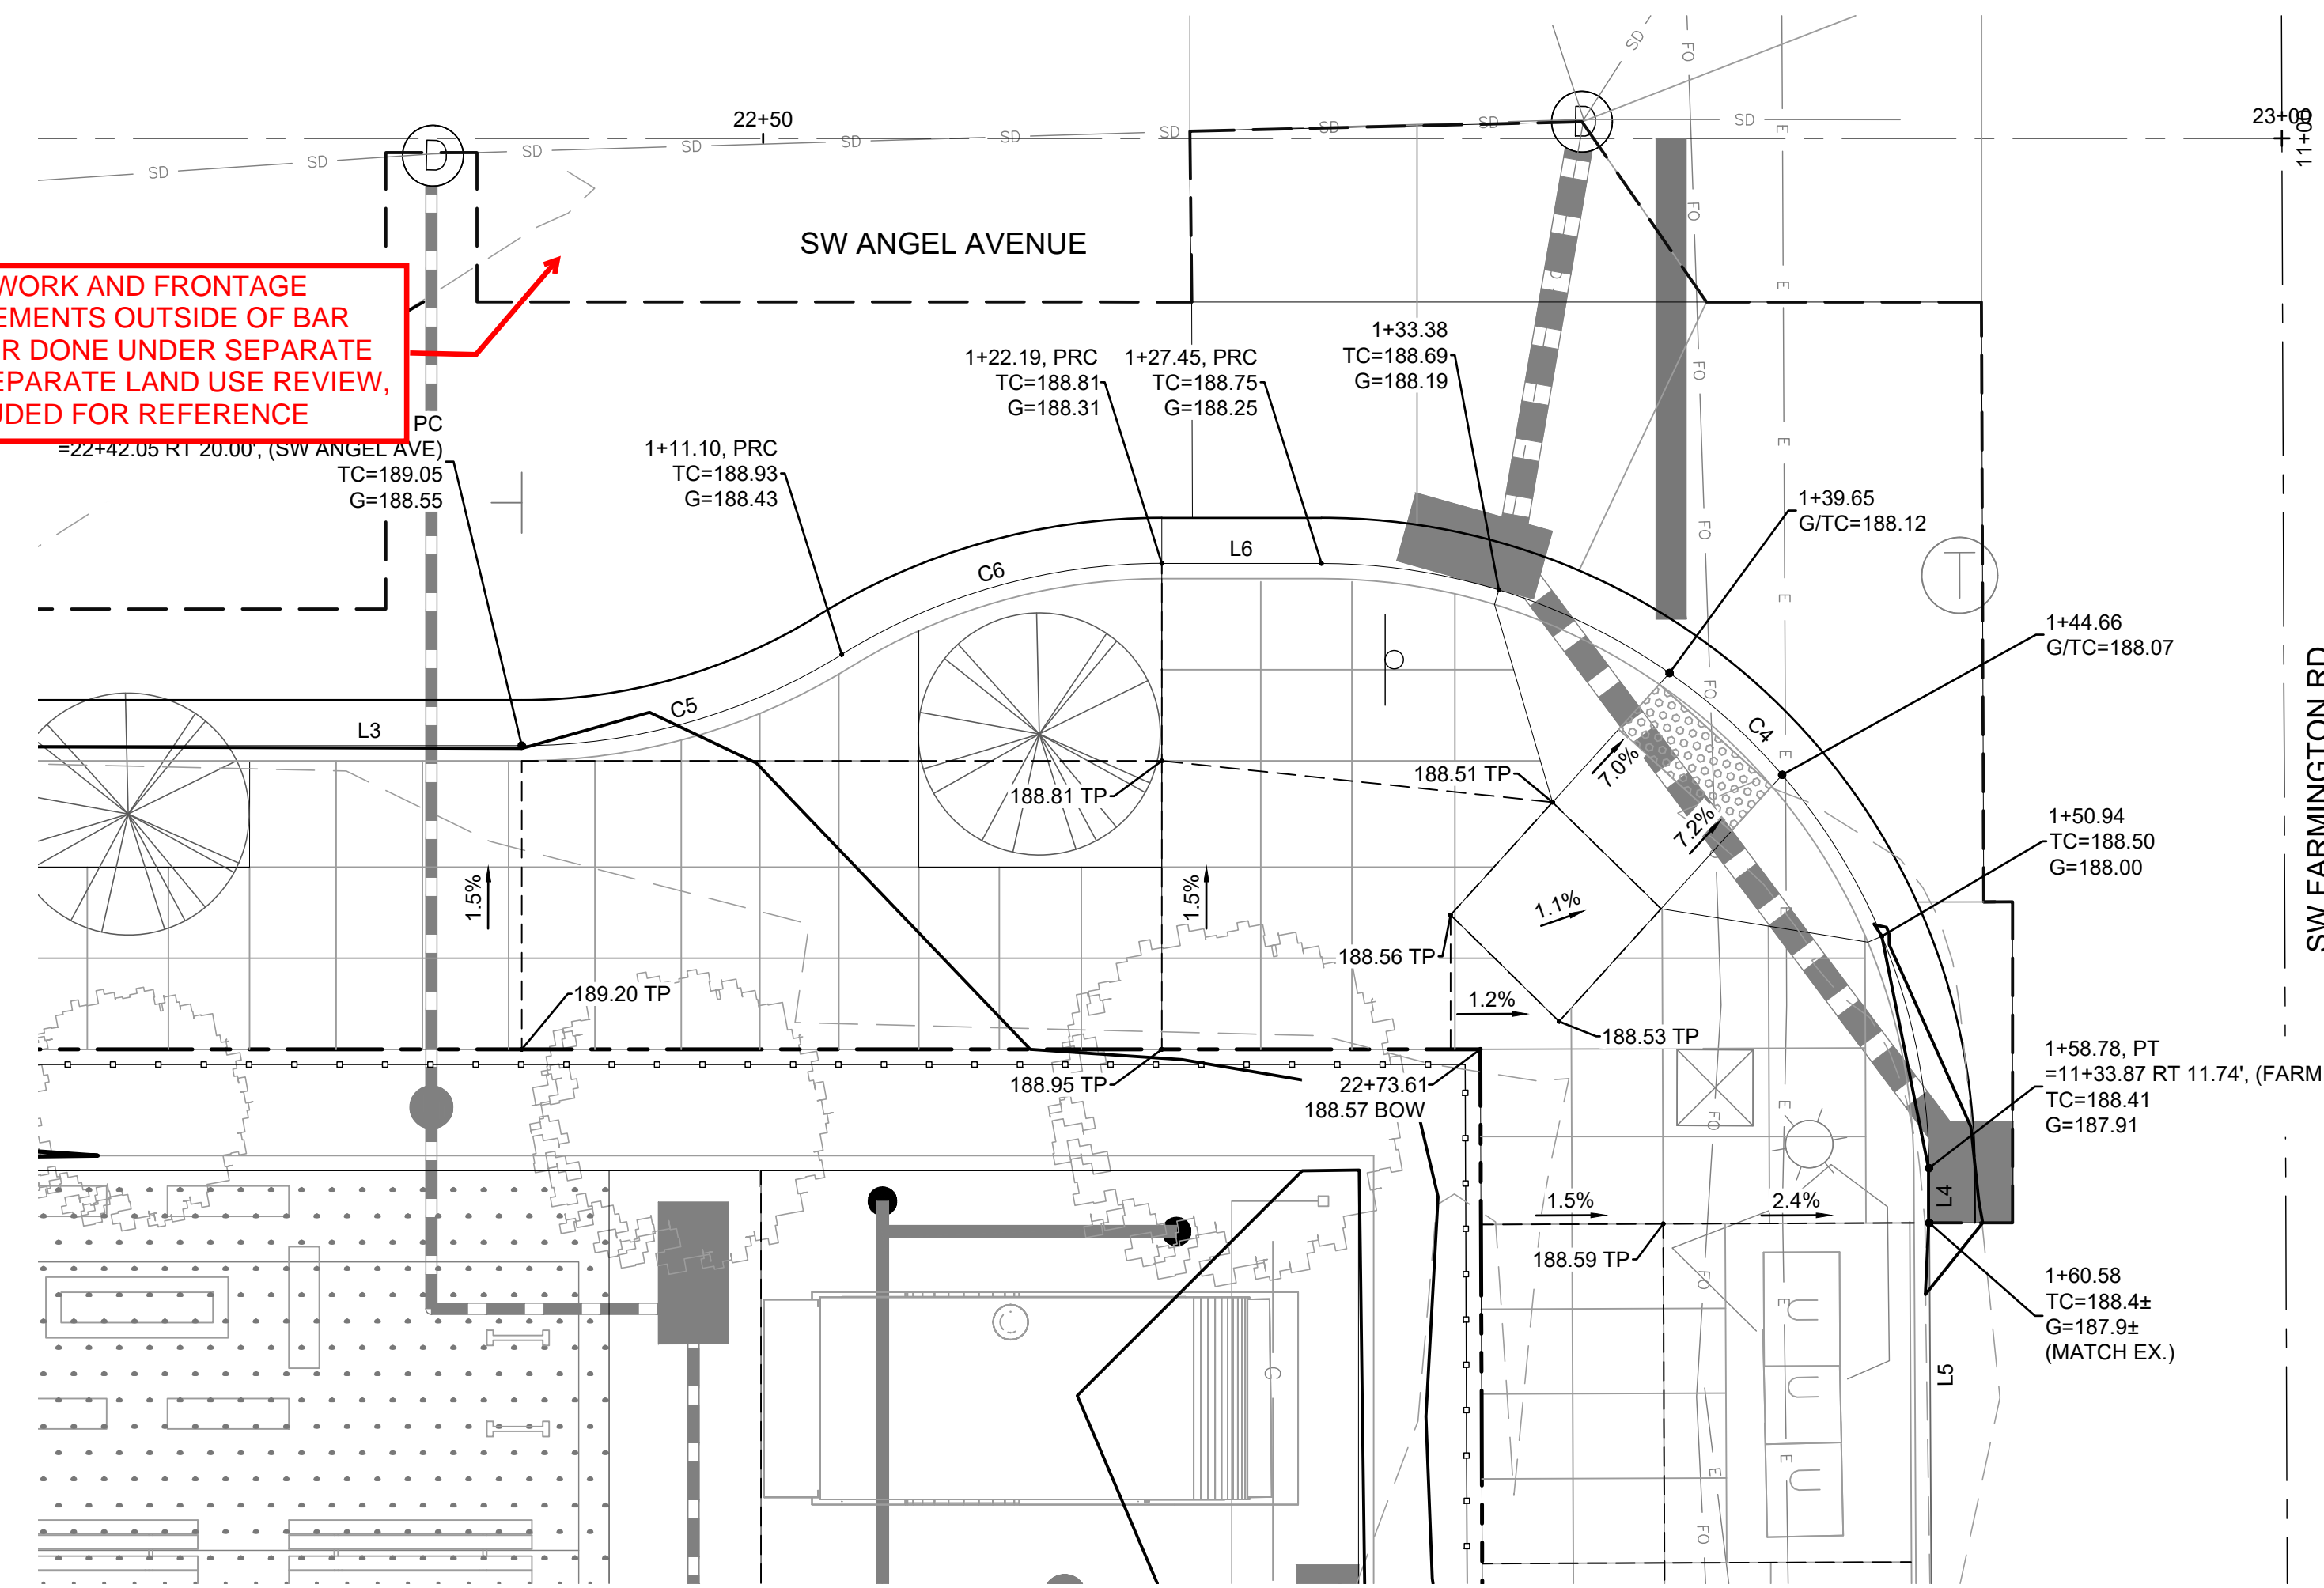 22+50
23+00
11+00
SD
SD
SD
SD
SD
SD
SD
SD
SD
SD
SD
D
D
FO
FO
FO
FO
FO
FO
FO
FO
FO
E
E
E
E
E
E
E
E
E
E
SW ANGEL AVENUE
SW FARMINGTON RD
WORK AND FRONTAGE
EMENTS OUTSIDE OF BAR
R DONE UNDER SEPARATE
EPARATE LAND USE REVIEW,
UDED FOR REFERENCE
PC
=22+42.05 RT 20.00', (SW ANGEL AVE)
TC=189.05
G=188.55
1+11.10, PRC
TC=188.93
G=188.43
1+22.19, PRC
TC=188.81
G=188.31
1+27.45, PRC
TC=188.75
G=188.25
1+33.38
TC=188.69
G=188.19
1+39.65
G/TC=188.12
1+44.66
G/TC=188.07
1+50.94
TC=188.50
G=188.00
L3
C5
C6
L6
C4
T
188.81 TP
188.51 TP
7.0%
7.2%
1.5%
1.5%
1.1%
188.56 TP
1.2%
189.20 TP
188.53 TP
188.95 TP
22+73.61
188.57 BOW
1+58.78, PT
=11+33.87 RT 11.74', (FARM
TC=188.41
G=187.91
L4
1.5%
2.4%
188.59 TP
1+60.58
TC=188.4±
G=187.9±
(MATCH EX.)
L5
G
U
U
U